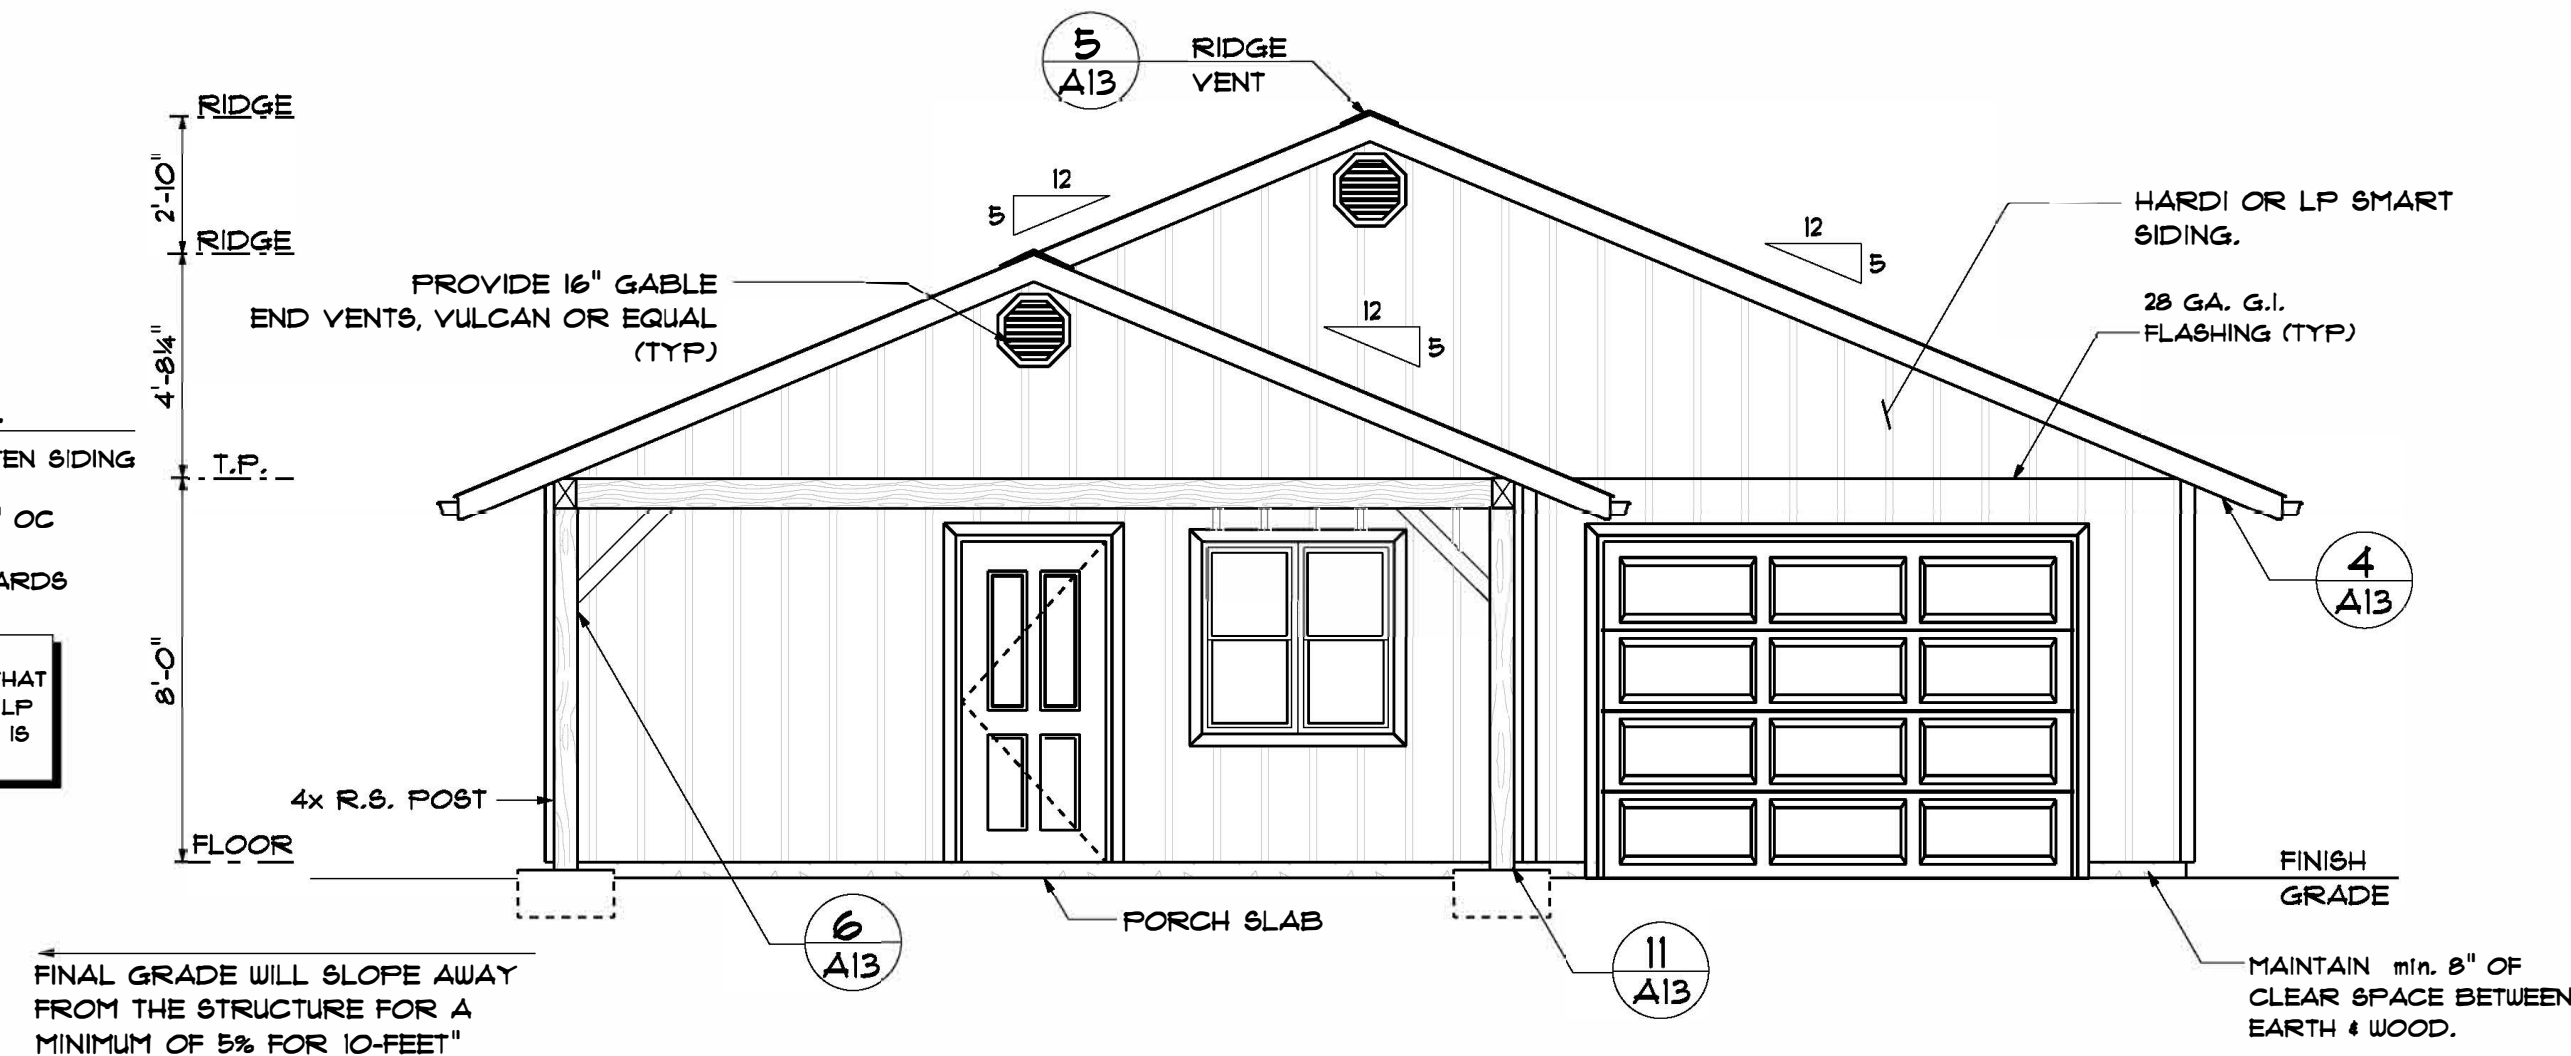 5
A13
RIDGE
VENT
RIDGE
2'-10"
RIDGE
4'-8¼"
T.P.
8'-0"
FLOOR
12
5
12
5
12
5
PROVIDE 16" GABLE
END VENTS, VULCAN OR EQUAL
(TYP)
HARDI OR LP SMART
SIDING.
28 GA. G.I.
FLASHING (TYP)
SIDING
" OC
THAT
LP
IS
4x R.S. POST
4
A13
FINISH
GRADE
6
A13
PORCH SLAB
11
A13
FINAL GRADE WILL SLOPE AWAY
FROM THE STRUCTURE FOR A
MINIMUM OF 5% FOR 10-FEET"
MAINTAIN min. 8" OF
CLEAR SPACE BETWEEN
EARTH & WOOD.